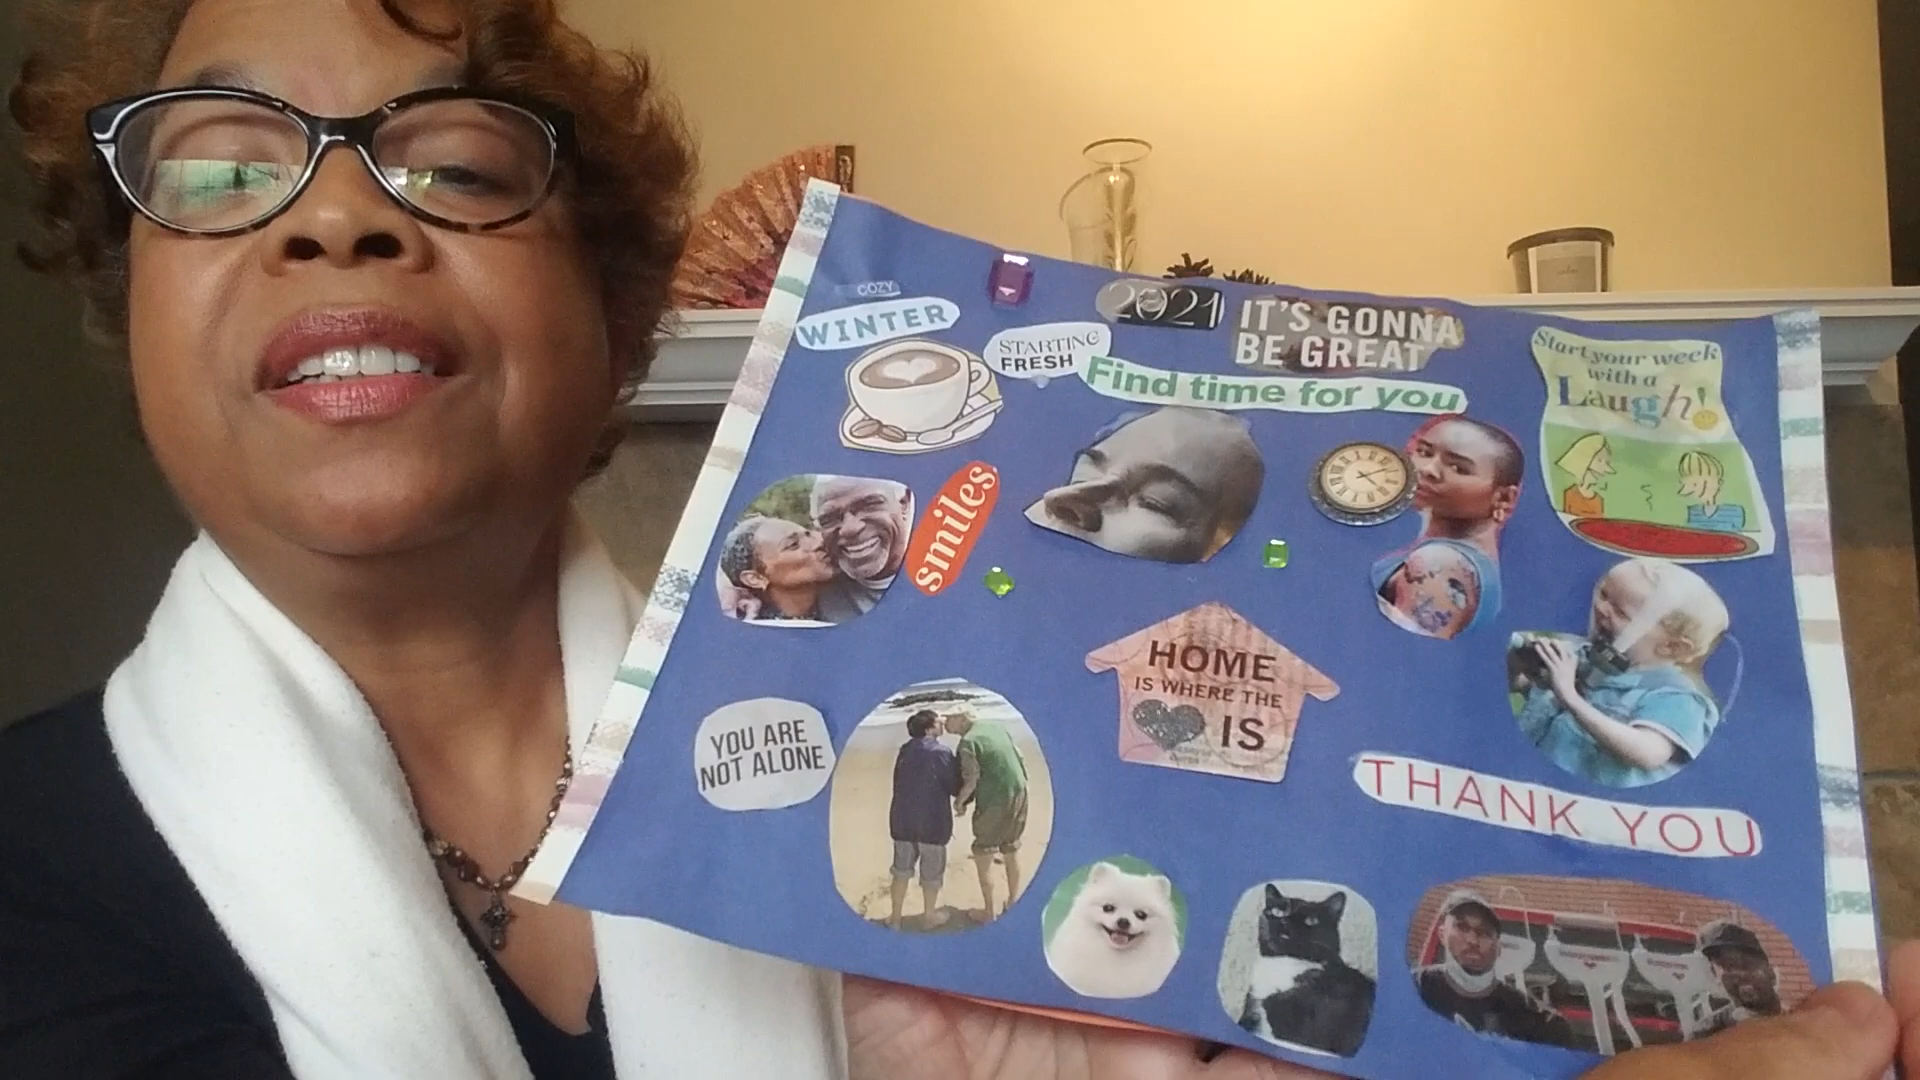 COZY
WINTER
STARTING
FRESH
2021
IT'S GONNA
BE GREAT
Find time for you
Start your week
with a
Laugh!
smiles
HOME
IS WHERE THE
IS
YOU ARE
NOT ALONE
THANK YOU